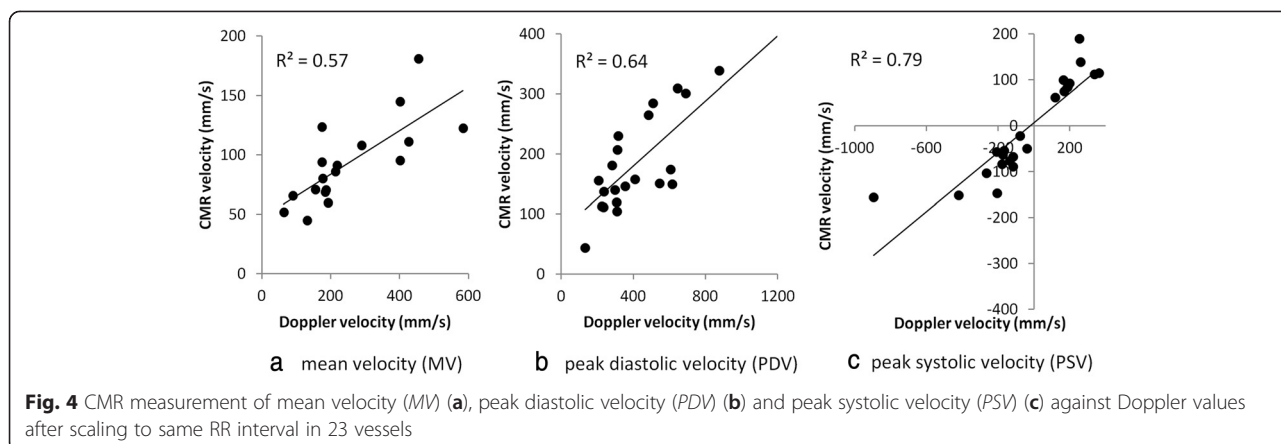 R² = 0.57
200
150
100
50
0
0 200 400 600
CMR velocity (mm/s)
Doppler velocity (mm/s)
a mean velocity (MV)
R² = 0.64
400
300
200
100
0
0 400 800 1200
CMR velocity (mm/s)
Doppler velocity (mm/s)
b peak diastolic velocity (PDV)
R² = 0.79
200
100
0
-100
-200
-300
-400
-1000 -600 -200 200
CMR velocity (mm/s)
Doppler velocity (mm/s)
c peak systolic velocity (PSV)
Fig. 4 CMR measurement of mean velocity (MV) (a), peak diastolic velocity (PDV) (b) and peak systolic velocity (PSV) (c) against Doppler values
after scaling to same RR interval in 23 vessels